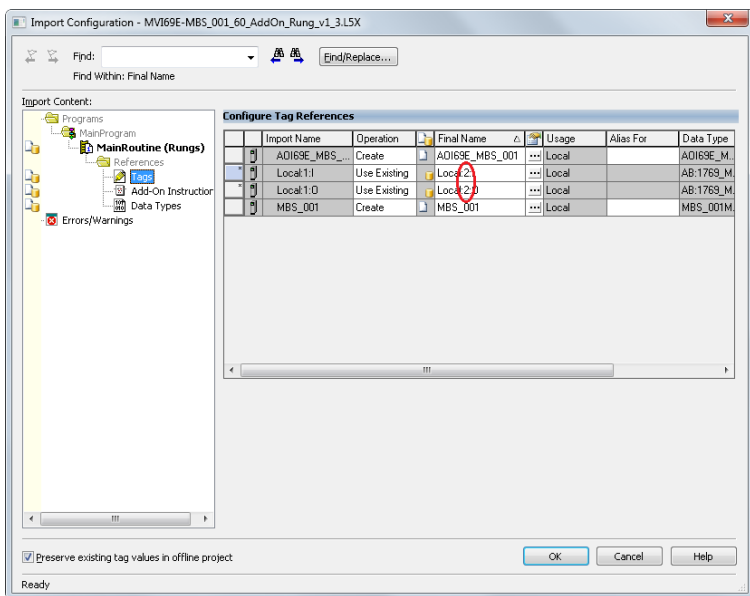 Import Configuration - MVI69E-MBS_001_60_AddOn_Rung_v1_3.L5X
Find:
Find/Replace...
Find Within: Final Name
Import Content:
Programs
MainProgram
MainRoutine (Rungs)
References
Tags
Add-On Instruction
Data Types
Errors/Warnings
Configure Tag References
Import Name Operation Final Name Usage Alias For Data Type
AOI69E_MBS_... Create AOI69E_MBS_001 ... Local AOI69E_M...
Local:1:I Use Existing Local:2:I ... Local AB:1769_M...
Local:1:O Use Existing Local:2:O ... Local AB:1769_M...
MBS_001 Create MBS_001 ... Local MBS_001M...
Preserve existing tag values in offline project
OK Cancel Help
Ready